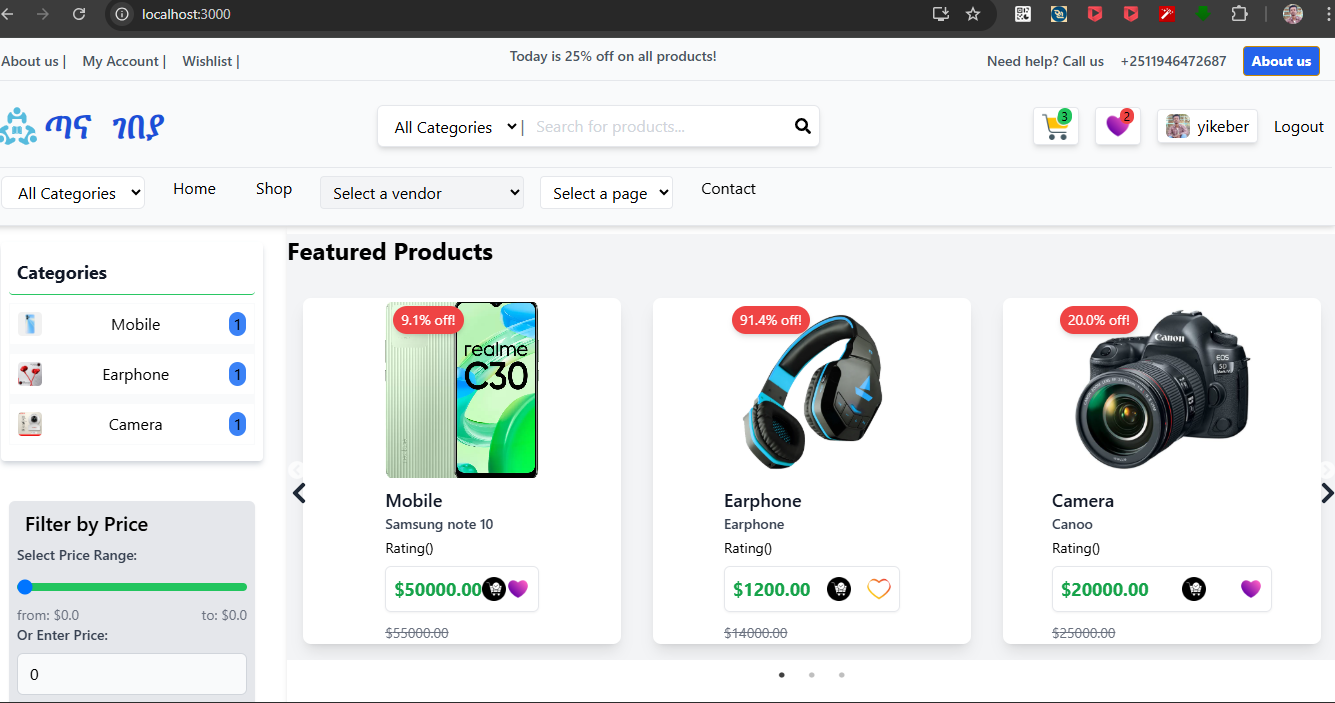 localhost:3000
About us | My Account | Wishlist | Today is 25% off on all products! Need help? Call us +2511946472687 About us
ጣና ገበያ All Categories | Search for products... 3 2 yikeber Logout
All Categories Home Shop Select a vendor Select a page Contact
Categories
Mobile 1
Earphone 1
Camera 1
Filter by Price
Select Price Range:
from: $0.0 to: $0.0
Or Enter Price:
0
Featured Products
9.1% off!
realme
C30
Mobile
Samsung note 10
Rating()
$50000.00
$55000.00
91.4% off!
Earphone
Earphone
Rating()
$1200.00
$14000.00
20.0% off!
Canon
EOS
5D
Camera
Canoo
Rating()
$20000.00
$25000.00